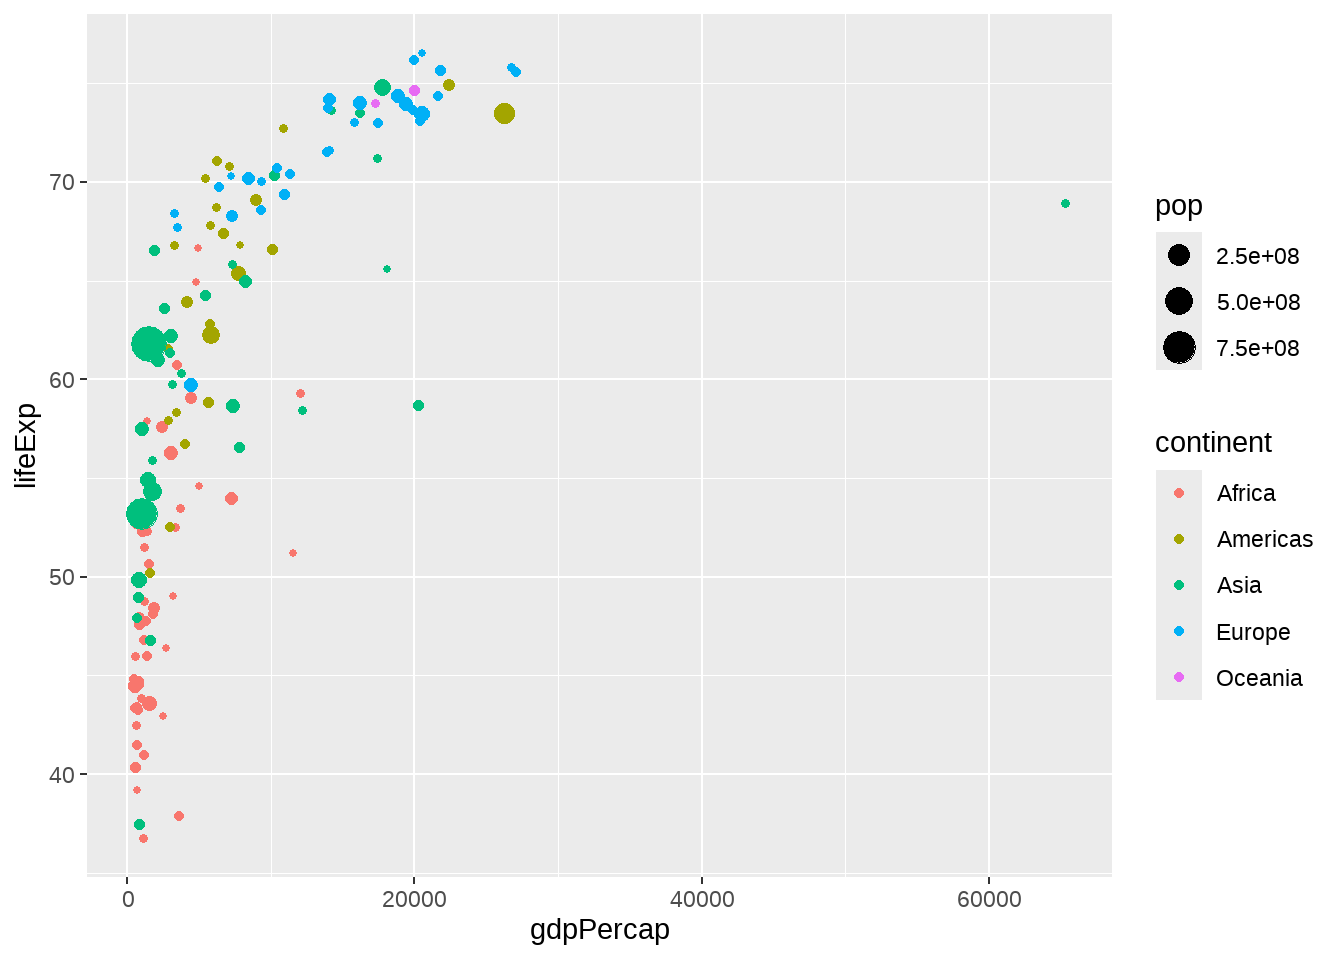 lifeExp
70
60
50
40
0
20000
40000
60000
gdpPercap
pop
2.5e+08
5.0e+08
7.5e+08
continent
Africa
Americas
Asia
Europe
Oceania